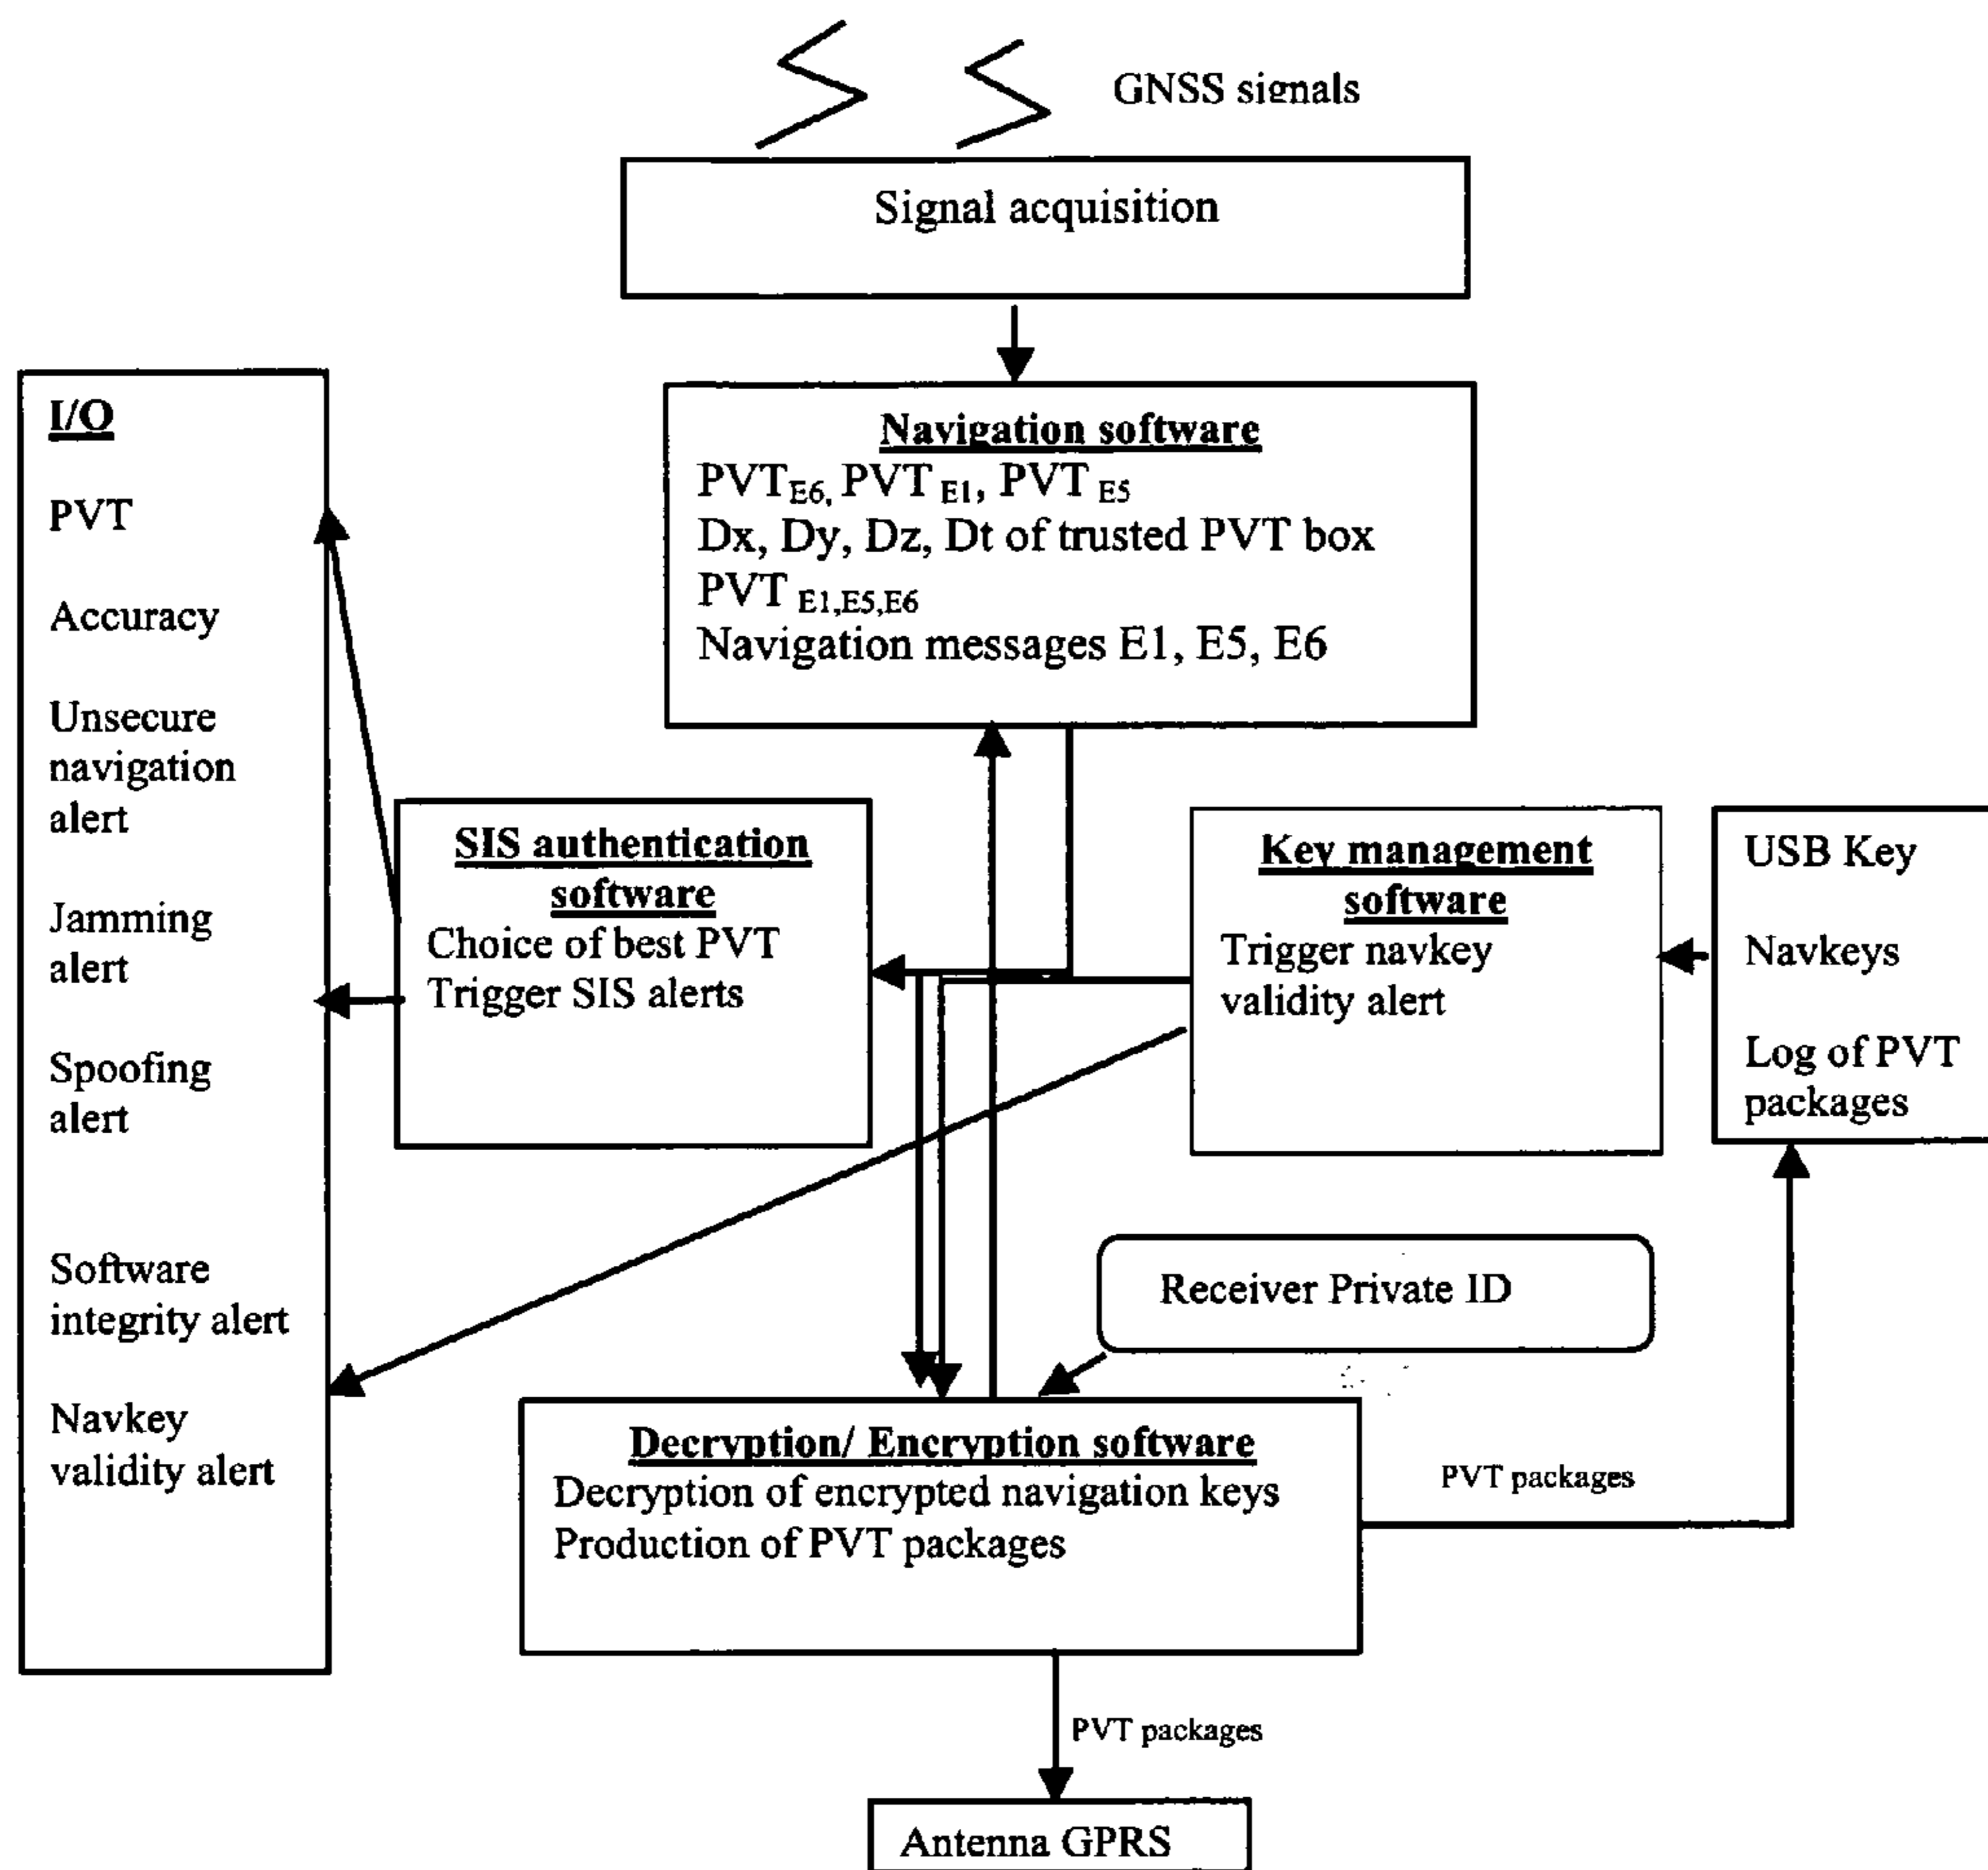 GNSS signals
Signal acquisition
I/O
PVT
Accuracy
Unsecure
navigation
alert
Jamming
alert
Spoofing
alert
Software
integrity alert
Navkey
validity alert
Navigation software
PVT E6, PVT E1, PVT E5
Dx, Dy, Dz, Dt of trusted PVT box
PVT E1,E5,E6
Navigation messages E1, E5, E6
SIS authentication
software
Choice of best PVT
Trigger SIS alerts
Key management
software
Trigger navkey
validity alert
USB Key
Navkeys
Log of PVT
packages
Receiver Private ID
Decryption/ Encryption software
Decryption of encrypted navigation keys
Production of PVT packages
PVT packages
PVT packages
Antenna GPRS